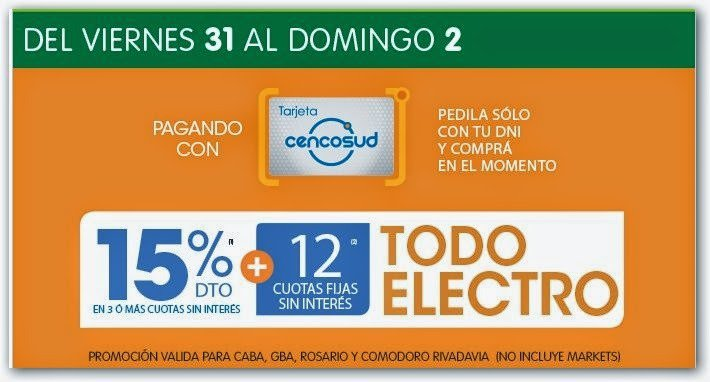 DEL VIERNES 31 AL DOMINGO 2
PAGANDO
CON
Tarjeta
cencosud
PEDILA SÓLO
CON TU DNI
Y COMPRÁ
EN EL MOMENTO
15% (1)
DTO
EN 3 Ó MÁS CUOTAS SIN INTERÉS
+
12 (2)
CUOTAS FIJAS
SIN INTERÉS
TODO
ELECTRO
PROMOCIÓN VALIDA PARA CABA, GBA, ROSARIO Y COMODORO RIVADAVIA (NO INCLUYE MARKETS)